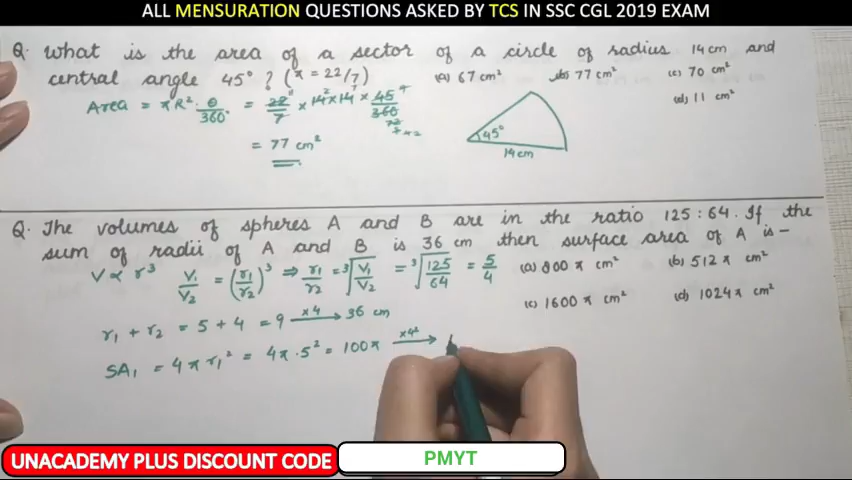 ALL MENSURATION QUESTIONS ASKED BY TCS IN SSC CGL 2019 EXAM
Q. What is the area of a sector of a circle of radius 14 cm and
central angle 45° ? (π = 22/7) (a) 67 cm² (b) 77 cm² (c) 70 cm²
(d) 11 cm²
Area = πR² · θ/360° = 22/7 × 14 × 14 × 45/360
= 77 cm²
45°
14cm
Q. The volumes of spheres A and B are in the ratio 125 : 64. If the
sum of radii of A and B is 36 cm then surface area of A is -
V ∝ r³ V₁/V₂ = (r₁/r₂)³ ⇒ r₁/r₂ = ³√(V₁/V₂) = ³√(125/64) = 5/4
(a) 800 π cm² (b) 512 π cm²
(c) 1600 π cm² (d) 1024 π cm²
r₁ + r₂ = 5 + 4 = 9 ×4→ 36 cm
SA₁ = 4πr₁² = 4π·5² = 100π ×4²→
UNACADEMY PLUS DISCOUNT CODE PMYT